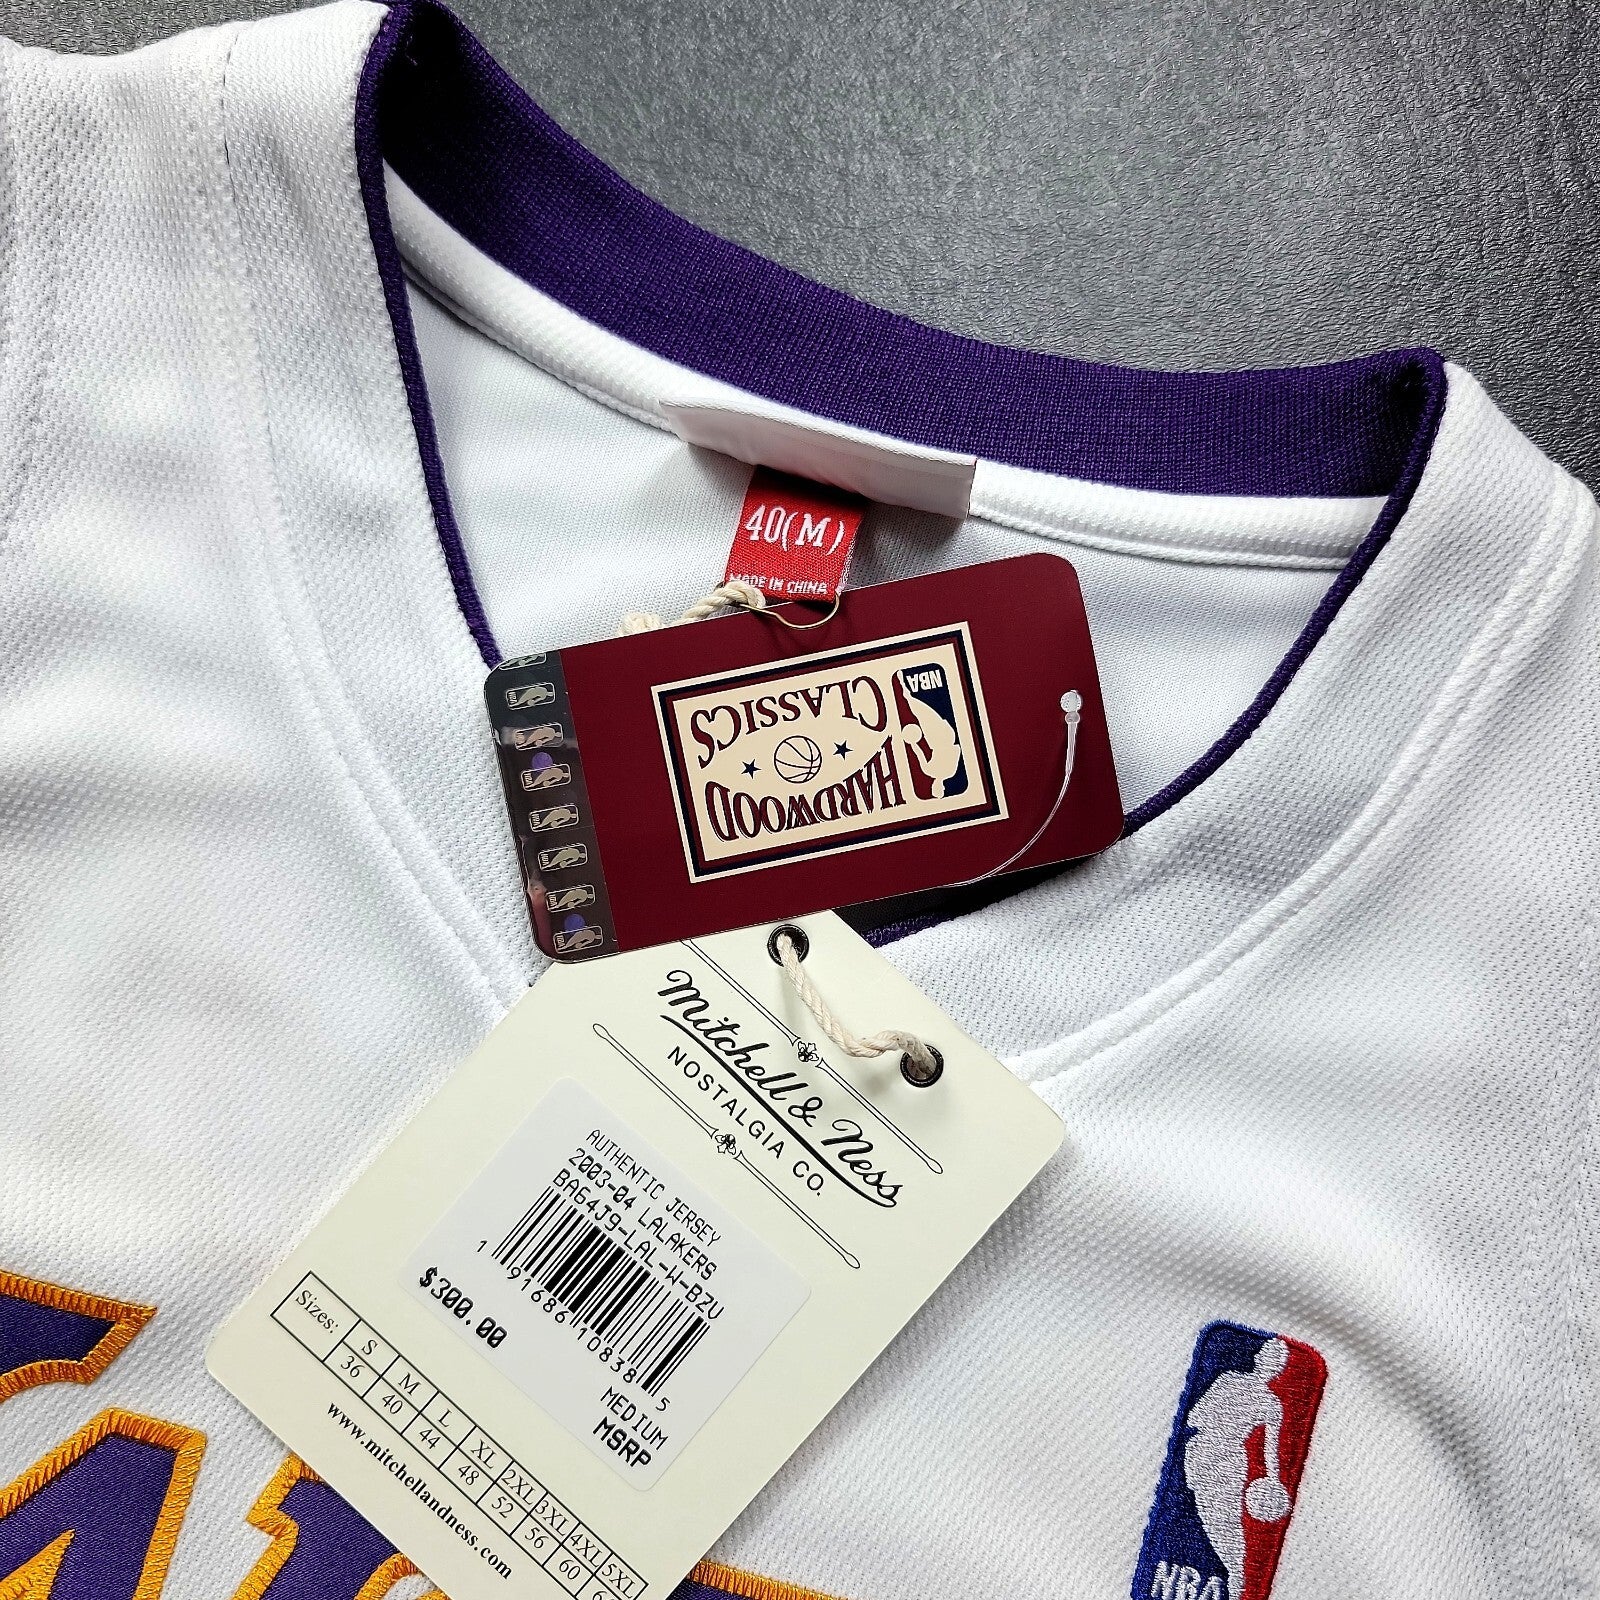 40(M)
MADE IN CHINA
HARDWOOD
CLASSICS
NBA
Mitchell & Ness
NOSTALGIA CO.
AUTHENTIC JERSEY
2003-04 LALAKERS
BA64J9-LAL-W-BZV
1 91686 10838 5
$300.00
MEDIUM
MSRP
Sizes: S M L XL 2XL 3XL 4XL 5XL
36 40 44 48 52 56 60
www.mitchellandness.com
NBA